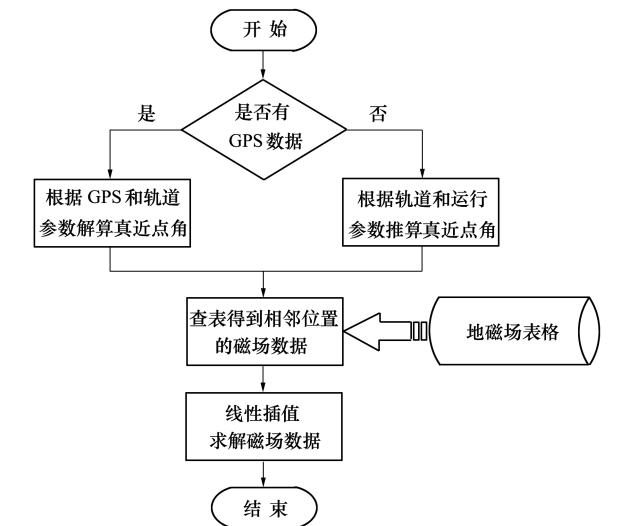 开 始
是否有
GPS 数据
是
否
根据 GPS 和轨道
参数解算真近点角
根据轨道和运行
参数推算真近点角
查表得到相邻位置
的磁场数据
地磁场表格
线性插值
求解磁场数据
结 束